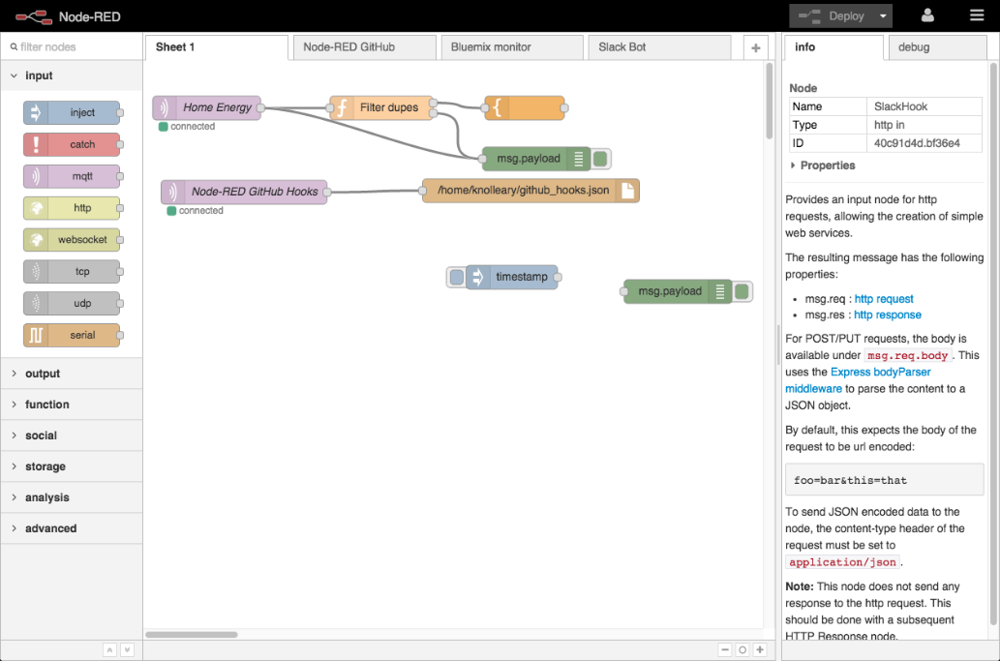 Node-RED
Deploy
filter nodes
Sheet 1
Node-RED GitHub
Bluemix monitor
Slack Bot
+
info
debug
input
inject
catch
mqtt
http
websocket
tcp
udp
serial
output
function
social
storage
analysis
advanced
Home Energy
connected
f
Filter dupes
{
msg.payload
Node-RED GitHub Hooks
connected
/home/knolleary/github_hooks.json
timestamp
msg.payload
Node
Name SlackHook
Type http in
ID 40c91d4d.bf36e4
Properties
Provides an input node for http
requests, allowing the creation of simple
web services.
The resulting message has the following
properties:
• msg.req : http request
• msg.res : http response
For POST/PUT requests, the body is
available under msg.req.body. This
uses the Express bodyParser
middleware to parse the content to a
JSON object.
By default, this expects the body of the
request to be url encoded:
foo=bar&this=that
To send JSON encoded data to the
node, the content-type header of the
request must be set to
application/json.
Note: This node does not send any
response to the http request. This
should be done with a subsequent
HTTP Response node.